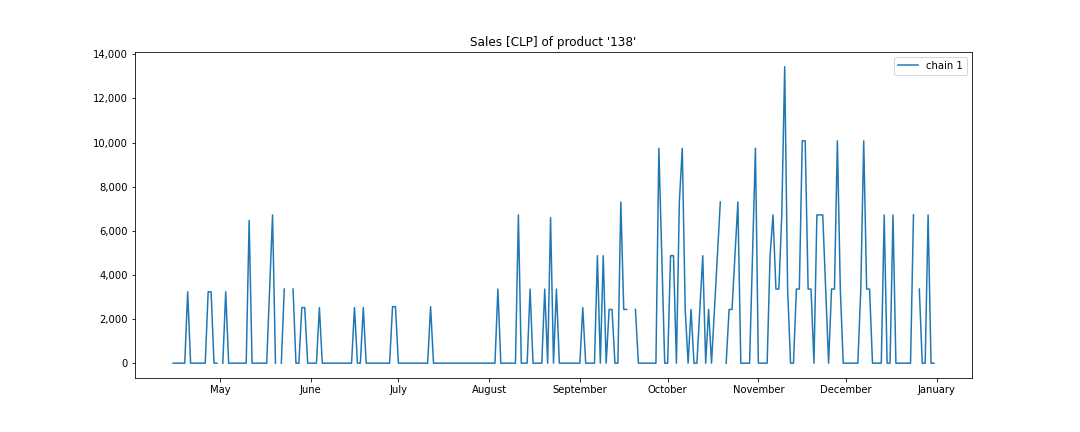 Sales [CLP] of product '138'
14,000
12,000
10,000
8,000
6,000
4,000
2,000
0
chain 1
May June July August September October November December January